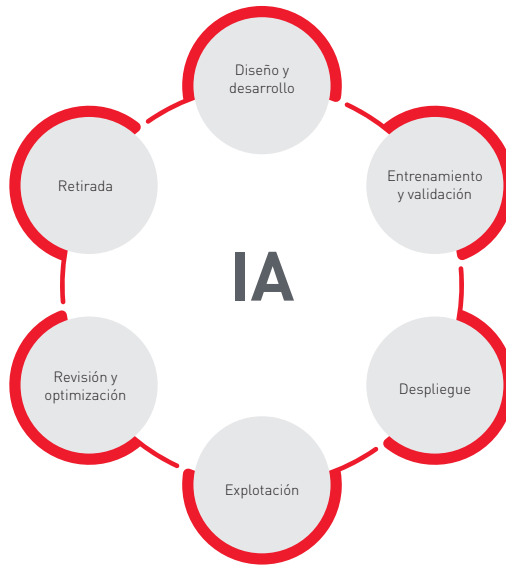 Diseño y
desarrollo
Entrenamiento
y validación
Despliegue
Explotación
Revisión y
optimización
Retirada
IA